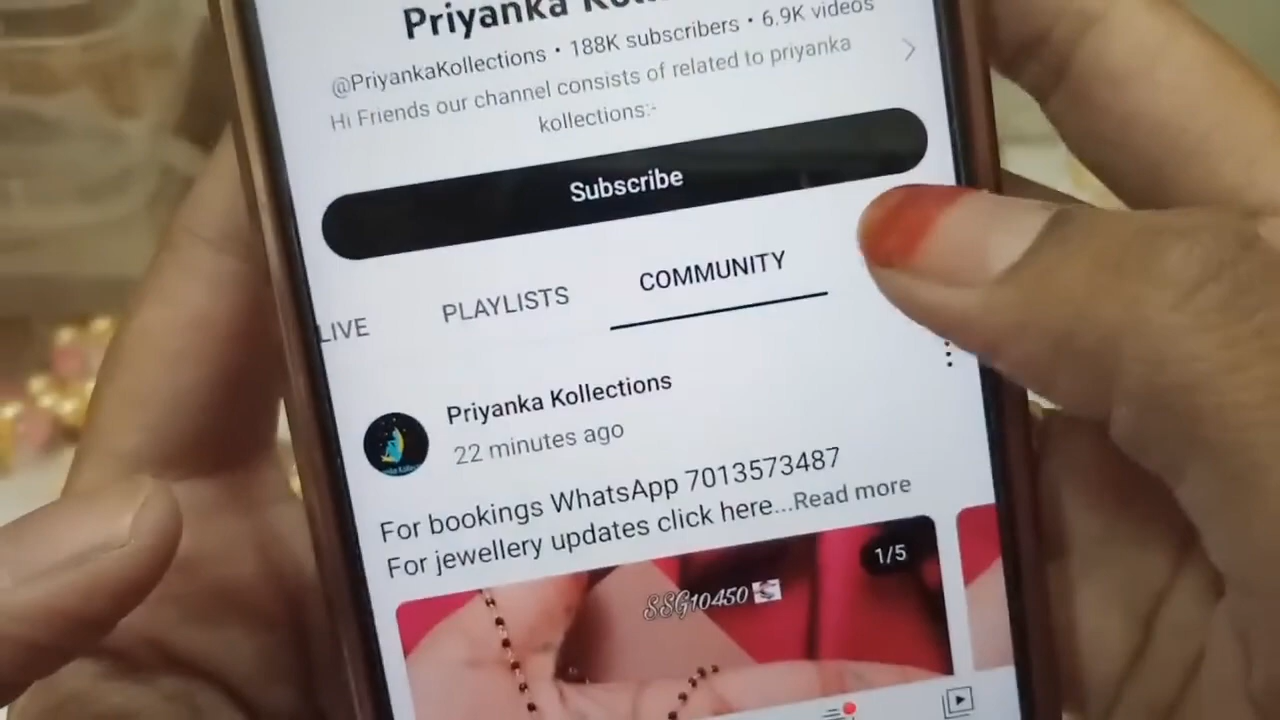 Priyanka
@PriyankaKollections • 188K subscribers • 6.9K videos
Hi Friends our channel consists of related to priyanka
kollections:-
Subscribe
LIVE PLAYLISTS COMMUNITY
Priyanka Kollections
22 minutes ago
For bookings WhatsApp 7013573487
For jewellery updates click here...Read more
1/5
SSG10450